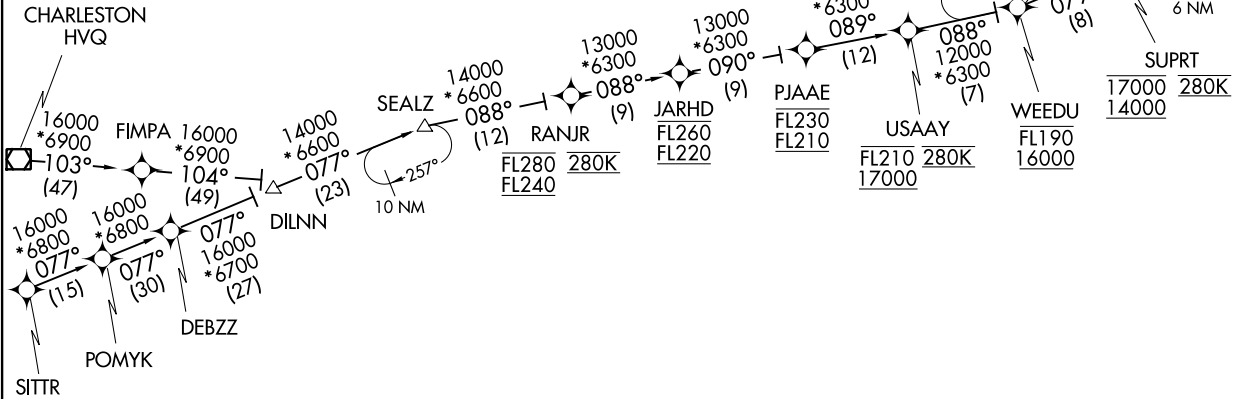 CHARLESTON
HVQ
16000
*6900
103°
(47)
FIMPA
16000
*6900
104°
(49)
16000
*6800
077°
(15)
16000
*6800
077°
(30)
077°
16000
*6700
(27)
SITTR
POMYK
DEBZZ
DILNN
14000
*6600
077°
(23)
257°
10 NM
SEALZ
14000
*6600
088°
(12)
RANJR
FL280 280K
FL240
13000
*6300
088°
(9)
JARHD
FL260
FL220
13000
*6300
090°
(9)
PJAAE
FL230
FL210
*6300
089°
(12)
USAAY
FL210 280K
17000
088°
12000
*6300
(7)
WEEDU
FL190
16000
(8)
6 NM
SUPRT
17000 280K
14000